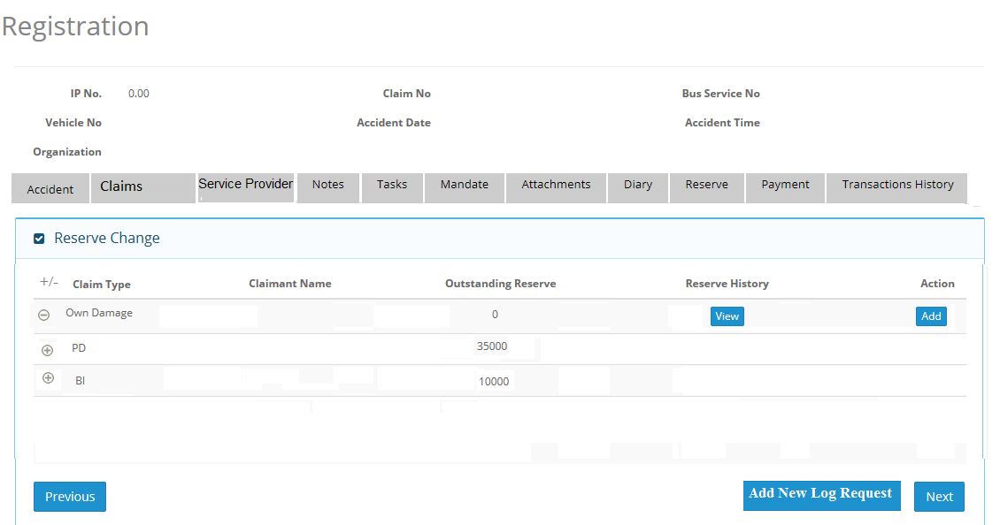 Registration
IP No. 0.00 Claim No Bus Service No
Vehicle No Accident Date Accident Time
Organization
Accident Claims Service Provider Notes Tasks Mandate Attachments Diary Reserve Payment Transactions History
Reserve Change
+/- Claim Type Claimant Name Outstanding Reserve Reserve History Action
Own Damage 0 View Add
PD 35000
BI 10000
Previous Add New Log Request Next